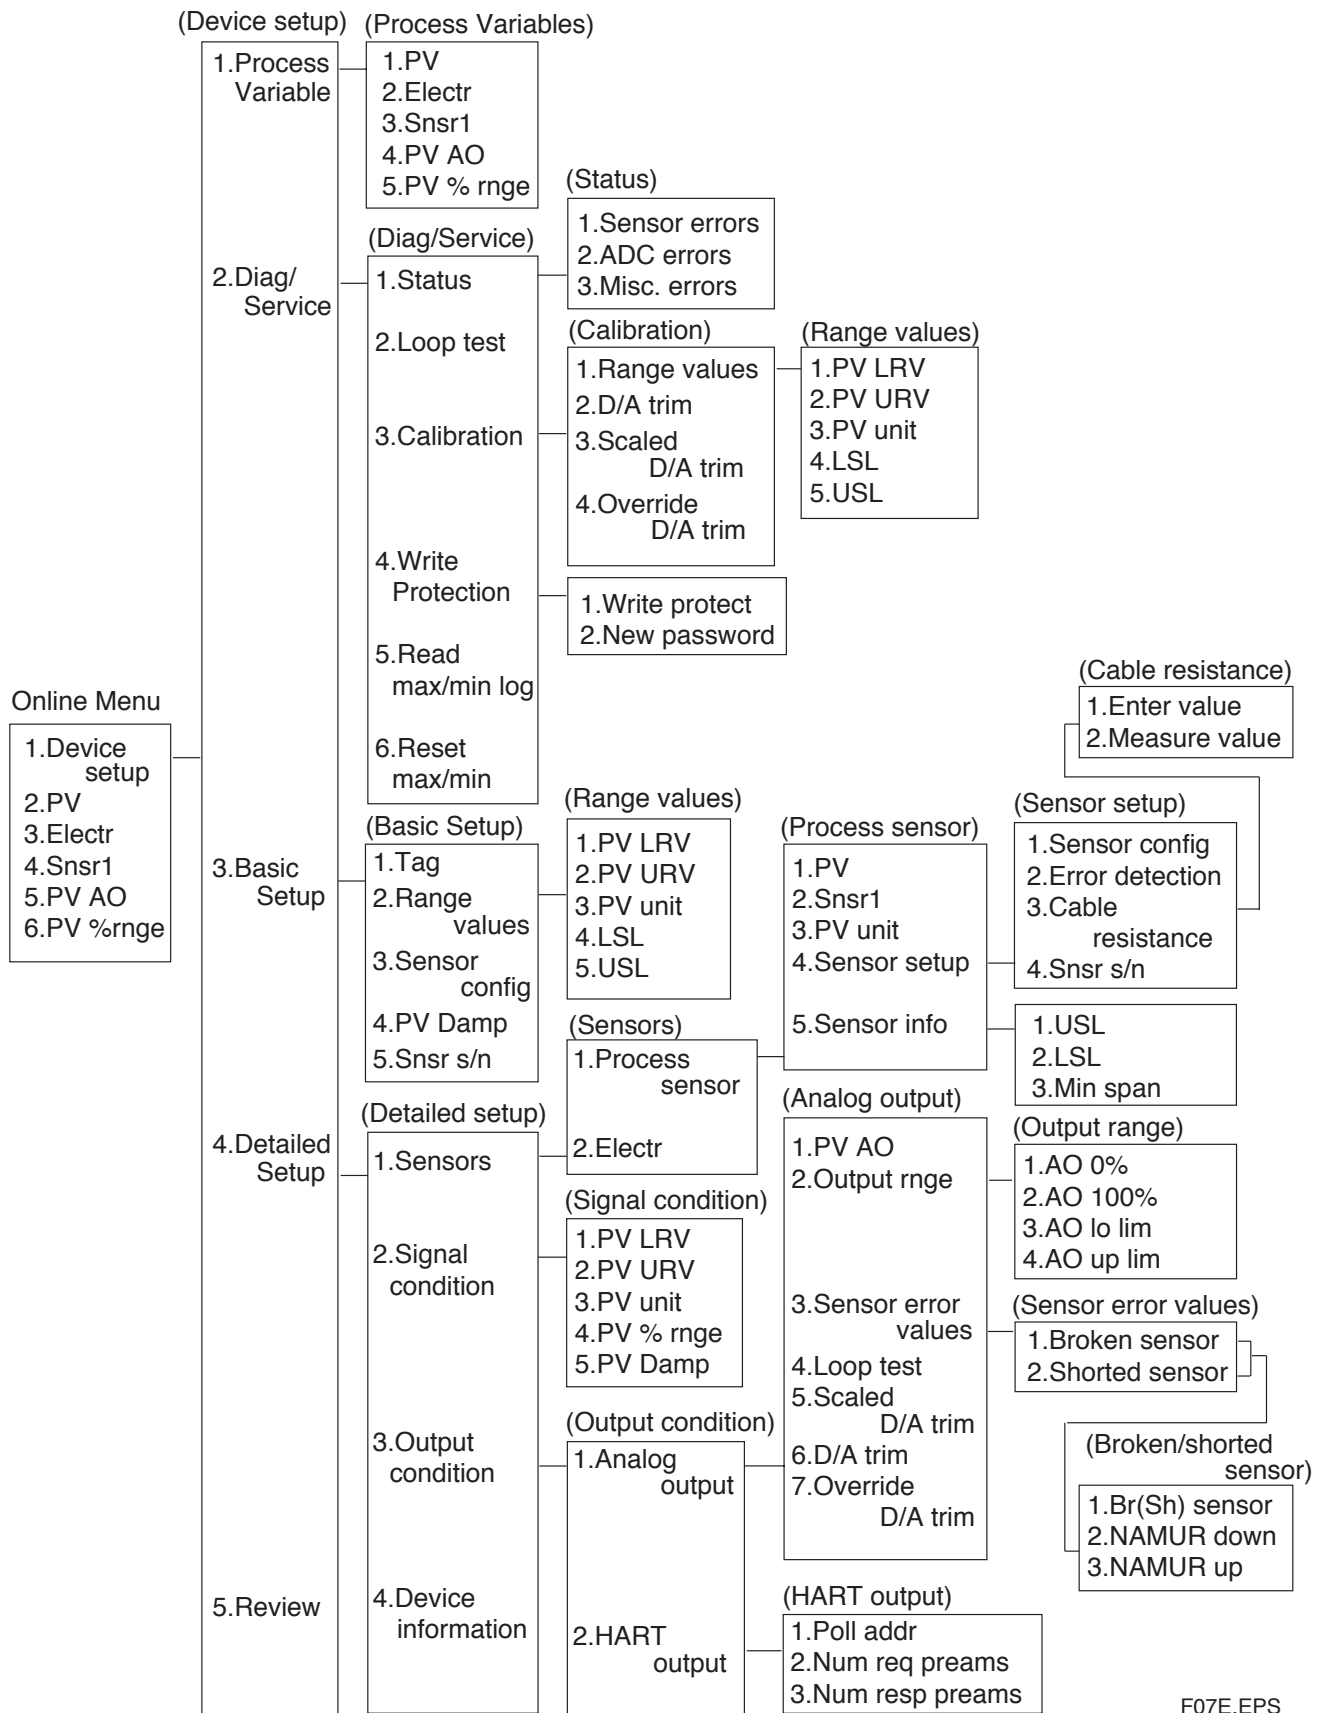 (Device setup)
(Process Variables)
1.Process
Variable
1.PV
2.Electr
3.Snsr1
4.PV AO
5.PV % rnge
(Status)
1.Sensor errors
2.ADC errors
3.Misc. errors
(Diag/Service)
2.Diag/
Service
1.Status
2.Loop test
3.Calibration
4.Write
Protection
5.Read
max/min log
6.Reset
max/min
(Calibration)
1.Range values
2.D/A trim
3.Scaled
D/A trim
4.Override
D/A trim
(Range values)
1.PV LRV
2.PV URV
3.PV unit
4.LSL
5.USL
1.Write protect
2.New password
Online Menu
1.Device
setup
2.PV
3.Electr
4.Snsr1
5.PV AO
6.PV %rnge
3.Basic
Setup
(Basic Setup)
1.Tag
2.Range
values
3.Sensor
config
4.PV Damp
5.Snsr s/n
(Range values)
1.PV LRV
2.PV URV
3.PV unit
4.LSL
5.USL
(Cable resistance)
1.Enter value
2.Measure value
(Sensor setup)
1.Sensor config
2.Error detection
3.Cable
resistance
4.Snsr s/n
(Process sensor)
1.PV
2.Snsr1
3.PV unit
4.Sensor setup
5.Sensor info
1.USL
2.LSL
3.Min span
(Sensors)
1.Process
sensor
2.Electr
4.Detailed
Setup
(Detailed setup)
1.Sensors
2.Signal
condition
3.Output
condition
4.Device
information
(Signal condition)
1.PV LRV
2.PV URV
3.PV unit
4.PV % rnge
5.PV Damp
(Analog output)
1.PV AO
2.Output rnge
3.Sensor error
values
4.Loop test
5.Scaled
D/A trim
6.D/A trim
7.Override
D/A trim
(Output range)
1.AO 0%
2.AO 100%
3.AO lo lim
4.AO up lim
(Sensor error values)
1.Broken sensor
2.Shorted sensor
(Broken/shorted
sensor)
1.Br(Sh) sensor
2.NAMUR down
3.NAMUR up
(Output condition)
1.Analog
output
2.HART
output
5.Review
(HART output)
1.Poll addr
2.Num req preams
3.Num resp preams
F07E.EPS